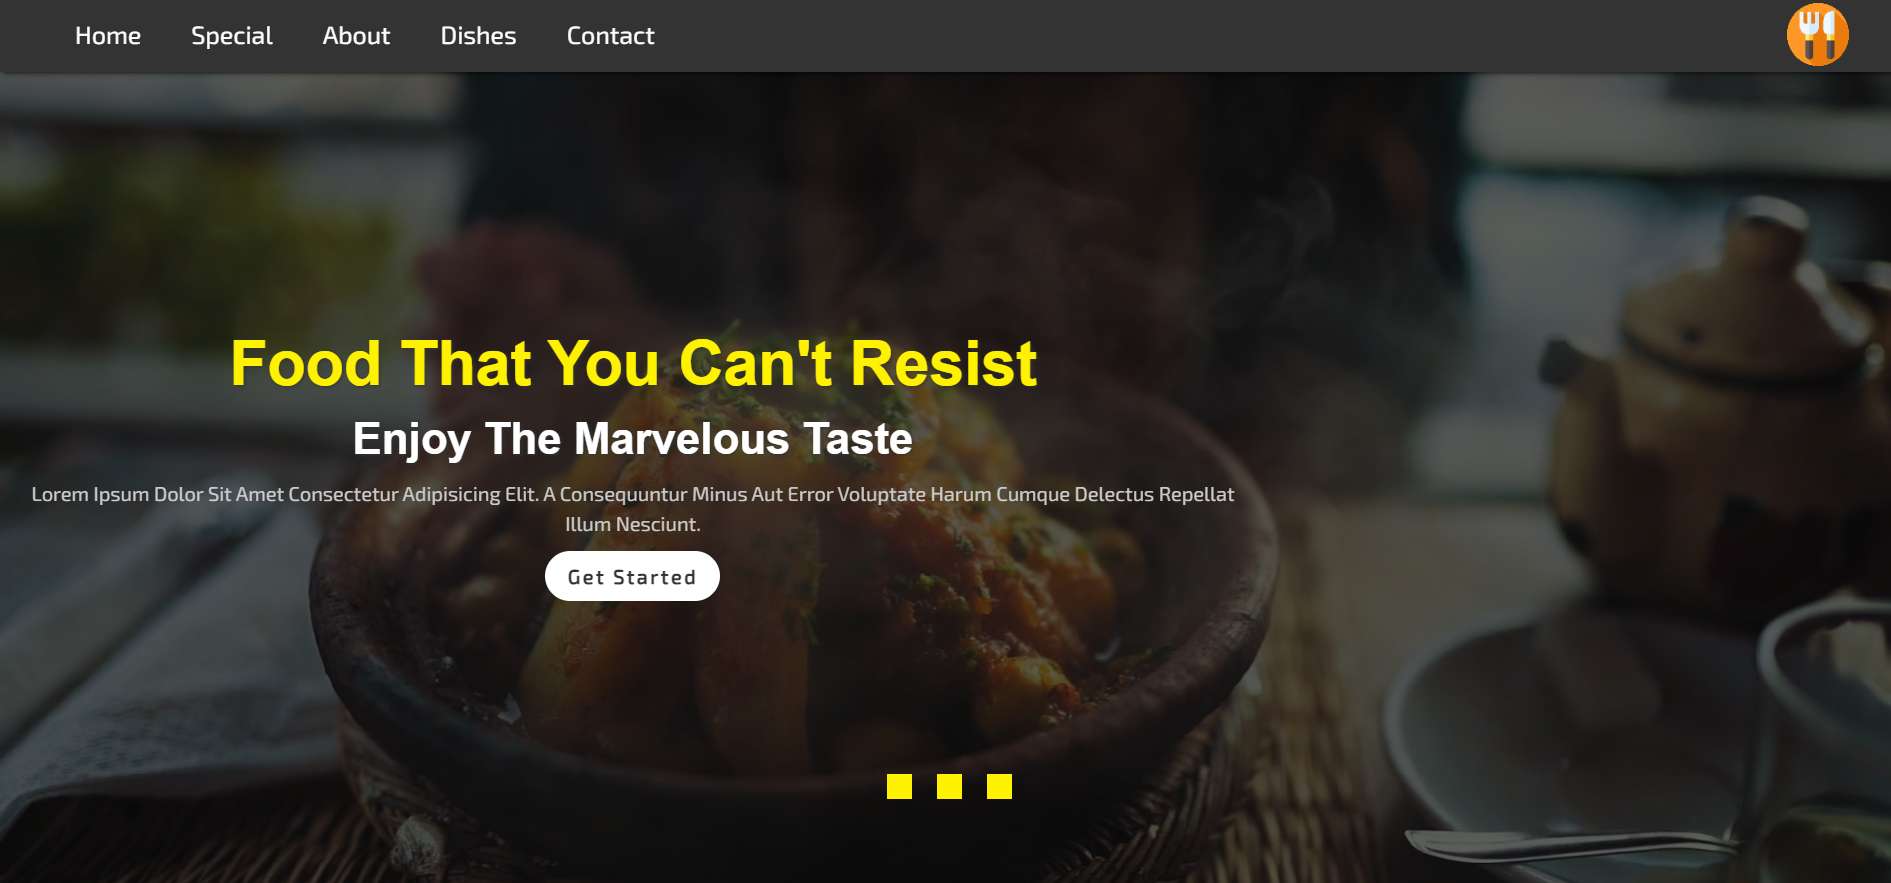 Home Special About Dishes Contact
Food That You Can't Resist
Enjoy The Marvelous Taste
Lorem Ipsum Dolor Sit Amet Consectetur Adipisicing Elit. A Consequuntur Minus Aut Error Voluptate Harum Cumque Delectus Repellat
Illum Nesciunt.
Get Started